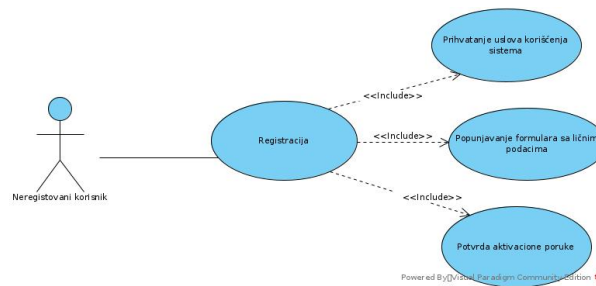 Prihvatanje uslova korišćenja
sistema
<<Include>>
Registracija
<<Include>>
Popunjavanje formulara sa ličnim
podacima
Neregistovani korisnik
<<Include>>
Potvrda aktivacione poruke
Powered By Visual Paradigm Community Edition